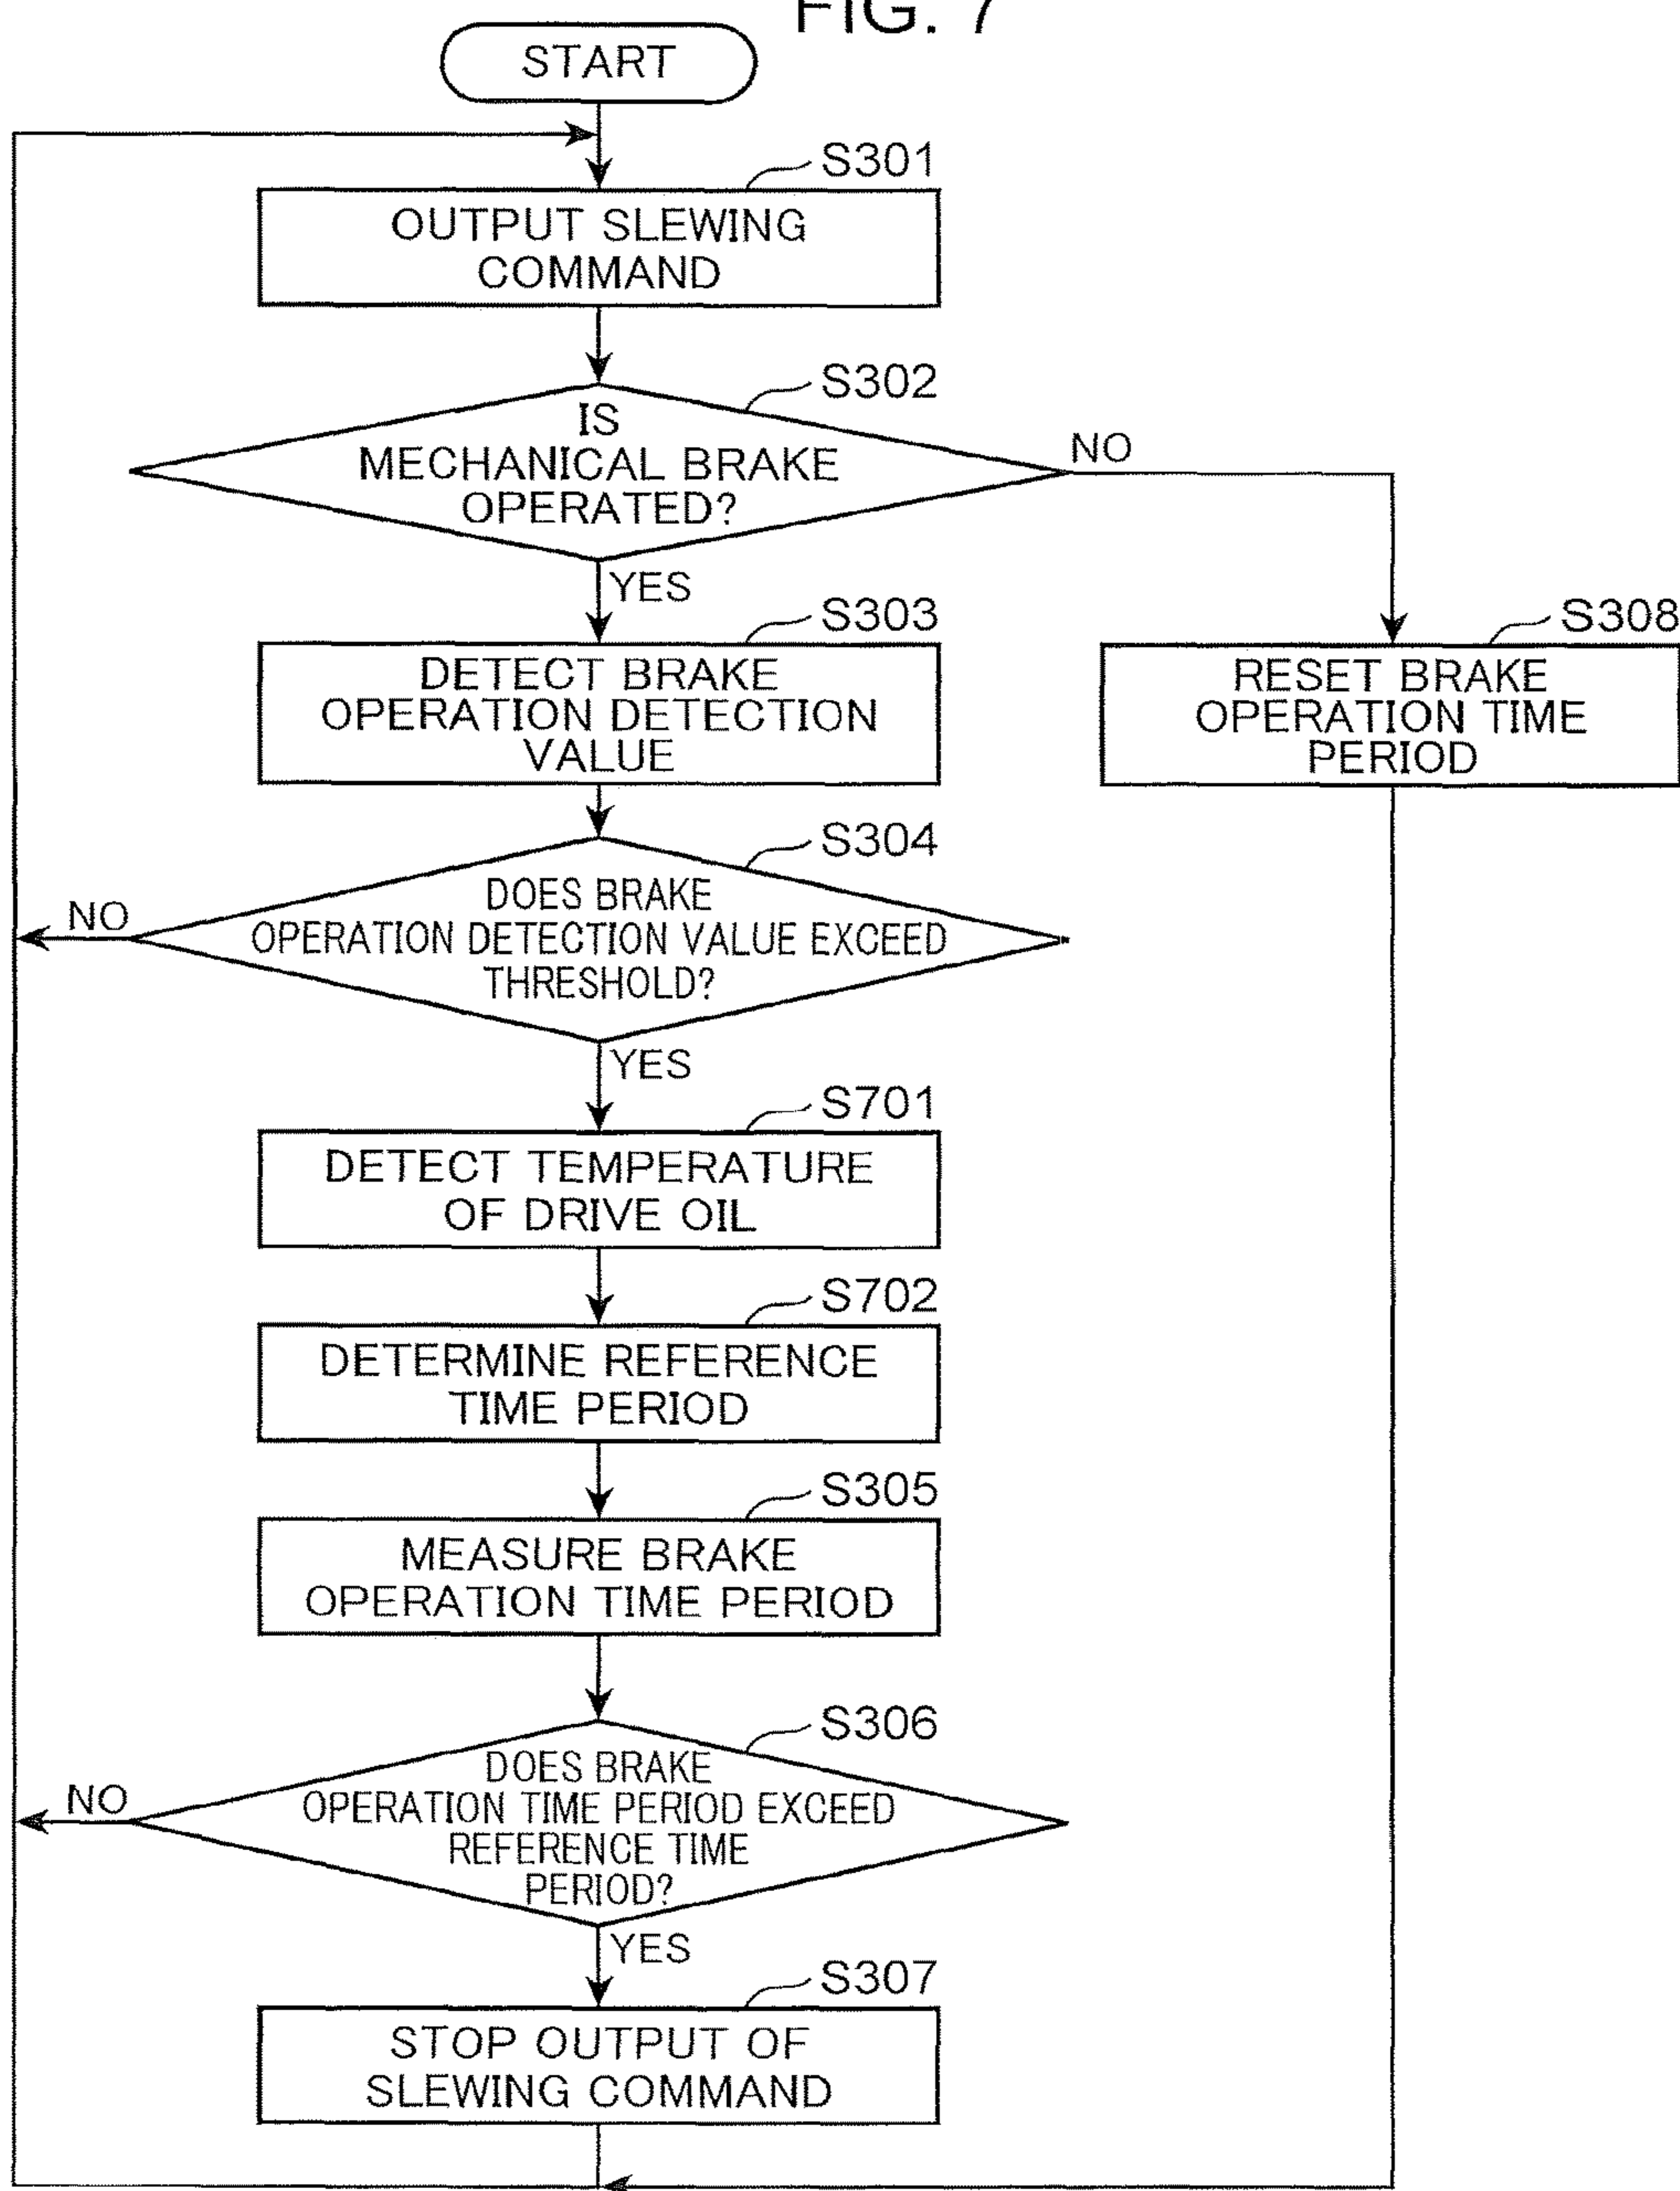 FIG. 7
START
S301
OUTPUT SLEWING
COMMAND
S302
IS
MECHANICAL BRAKE
OPERATED?
NO
YES
S303
DETECT BRAKE
OPERATION DETECTION
VALUE
S308
RESET BRAKE
OPERATION TIME
PERIOD
S304
DOES BRAKE
OPERATION DETECTION VALUE EXCEED
THRESHOLD?
NO
YES
S701
DETECT TEMPERATURE
OF DRIVE OIL
S702
DETERMINE REFERENCE
TIME PERIOD
S305
MEASURE BRAKE
OPERATION TIME PERIOD
S306
DOES BRAKE
OPERATION TIME PERIOD EXCEED
REFERENCE TIME
PERIOD?
NO
YES
S307
STOP OUTPUT OF
SLEWING COMMAND